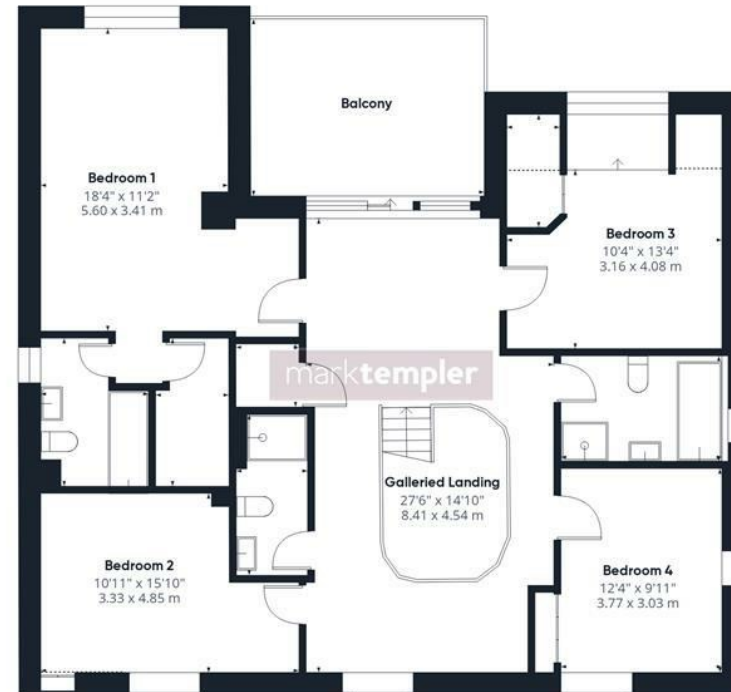 Balcony
Bedroom 1
18'4" x 11'2"
5.60 x 3.41 m
Bedroom 3
10'4" x 13'4"
3.16 x 4.08 m
marktempler
Galleried Landing
27'6" x 14'10"
8.41 x 4.54 m
Bedroom 2
10'11" x 15'10"
3.33 x 4.85 m
Bedroom 4
12'4" x 9'11"
3.77 x 3.03 m